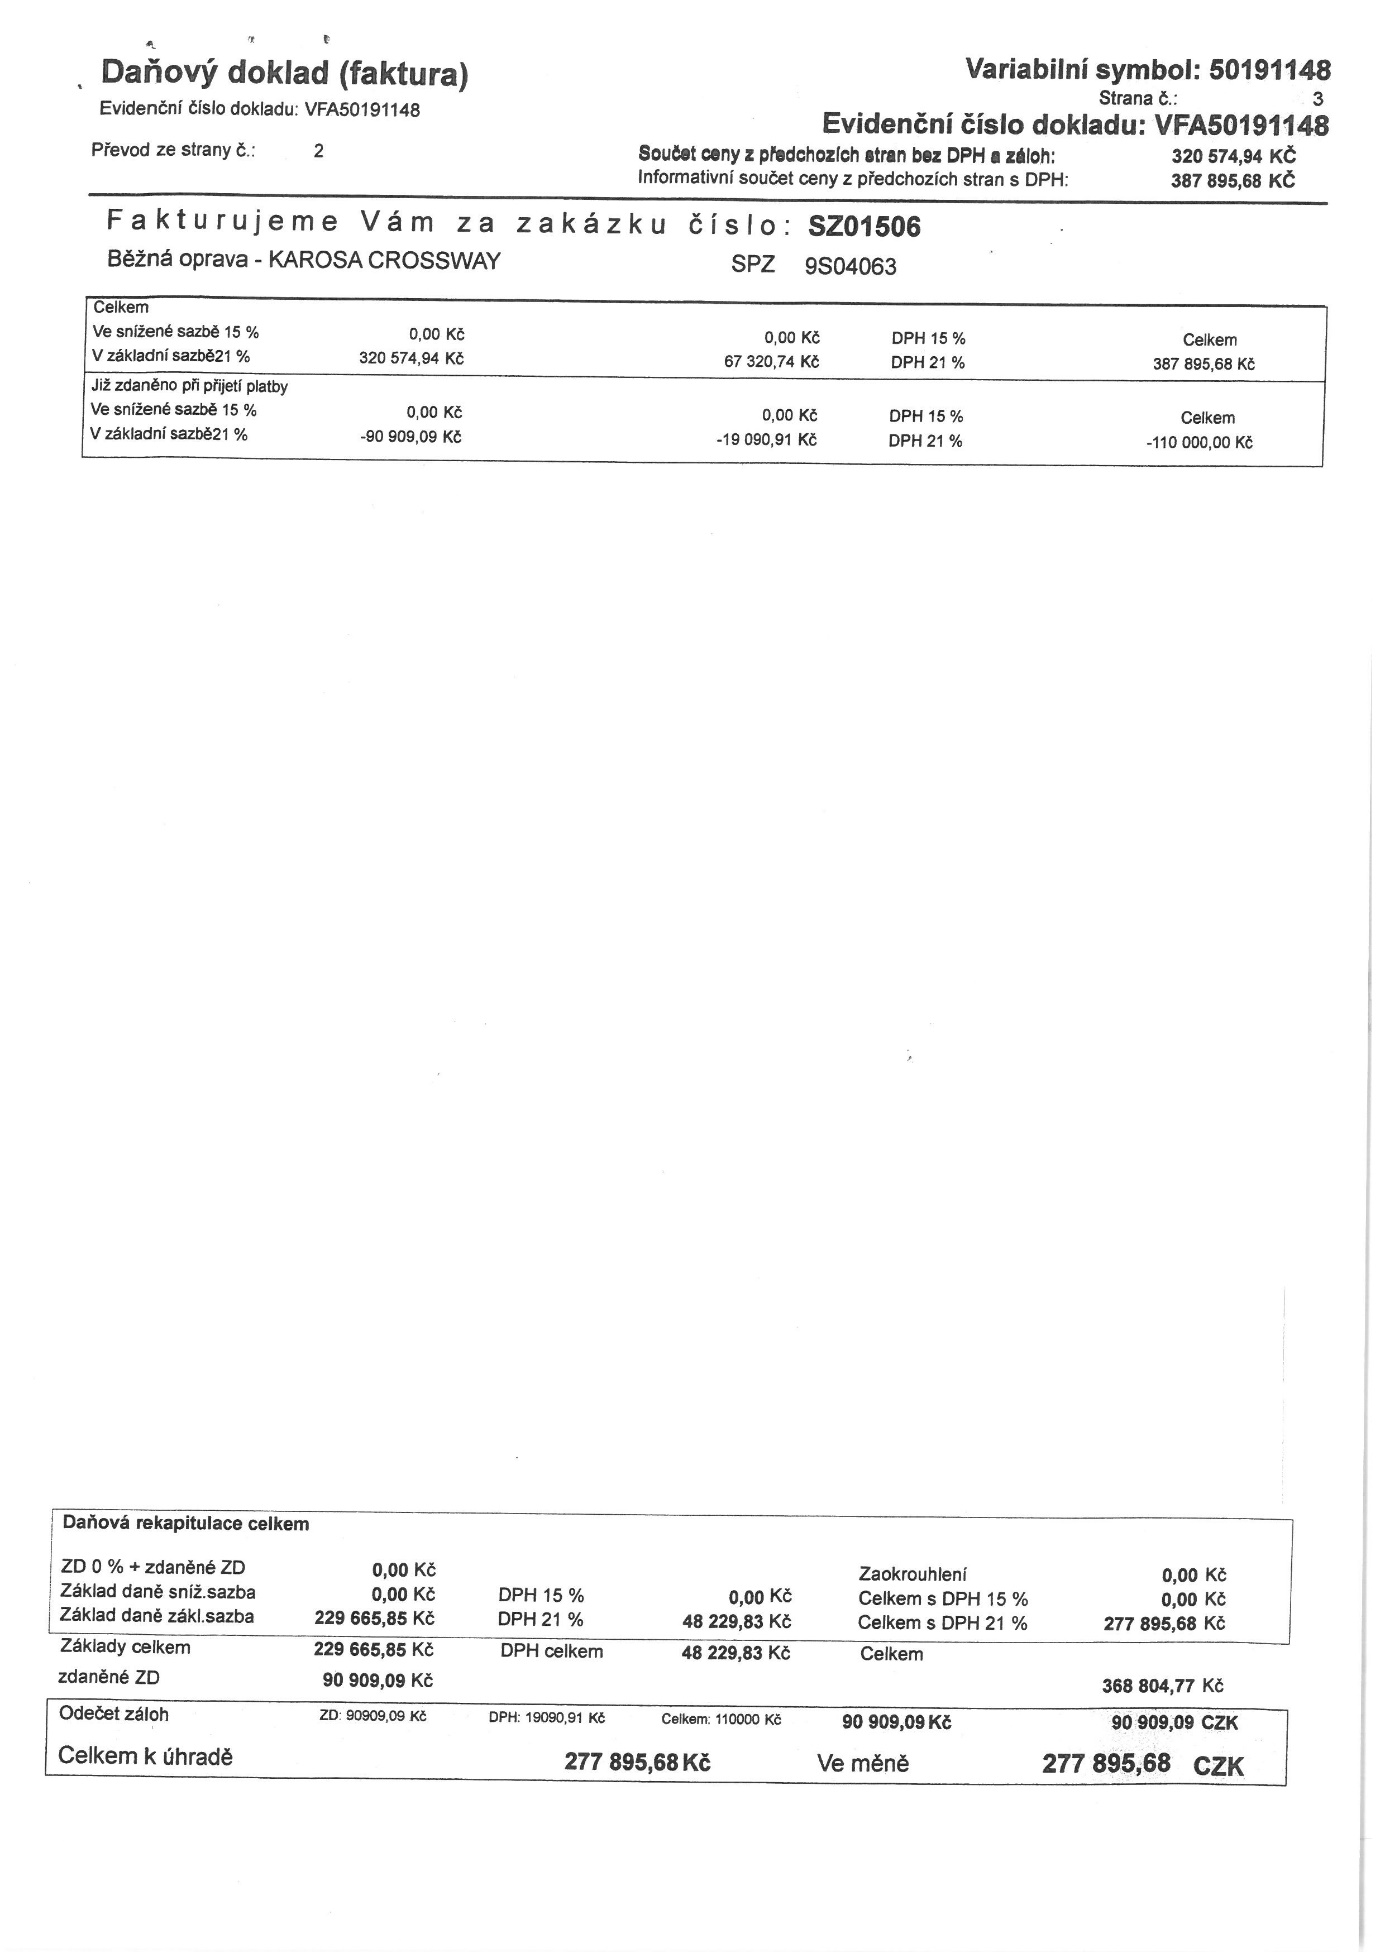 Daňový doklad (faktura)
Variabilní symbol: 50191148
Evidenční číslo dokladu: VFA50191148
Strana č.: 3
Evidenční číslo dokladu: VFA50191148
Převod ze strany č.: 2
Součet ceny z předchozích stran bez DPH a záloh: 320 574,94 KČ
Informativní součet ceny z předchozích stran s DPH: 387 895,68 KČ
Fakturujeme Vám za zakázku číslo: SZ01506
Běžná oprava - KAROSA CROSSWAY SPZ 9S04063
Celkem
Ve snížené sazbě 15 % 0,00 Kč 0,00 Kč DPH 15 % Celkem
V základní sazbě21 % 320 574,94 Kč 67 320,74 Kč DPH 21 % 387 895,68 Kč
Již zdaněno při přijetí platby
Ve snížené sazbě 15 % 0,00 Kč 0,00 Kč DPH 15 % Celkem
V základní sazbě21 % -90 909,09 Kč -19 090,91 Kč DPH 21 % -110 000,00 Kč
Daňová rekapitulace celkem
ZD 0 % + zdaněné ZD 0,00 Kč Zaokrouhlení 0,00 Kč
Základ daně sníž.sazba 0,00 Kč DPH 15 % 0,00 Kč Celkem s DPH 15 % 0,00 Kč
Základ daně zákl.sazba 229 665,85 Kč DPH 21 % 48 229,83 Kč Celkem s DPH 21 % 277 895,68 Kč
Základy celkem 229 665,85 Kč DPH celkem 48 229,83 Kč Celkem
zdaněné ZD 90 909,09 Kč 368 804,77 Kč
Odečet záloh ZD: 90909,09 Kč DPH: 19090,91 Kč Celkem: 110000 Kč 90 909,09 Kč 90 909,09 CZK
Celkem k úhradě 277 895,68 Kč Ve měně 277 895,68 CZK